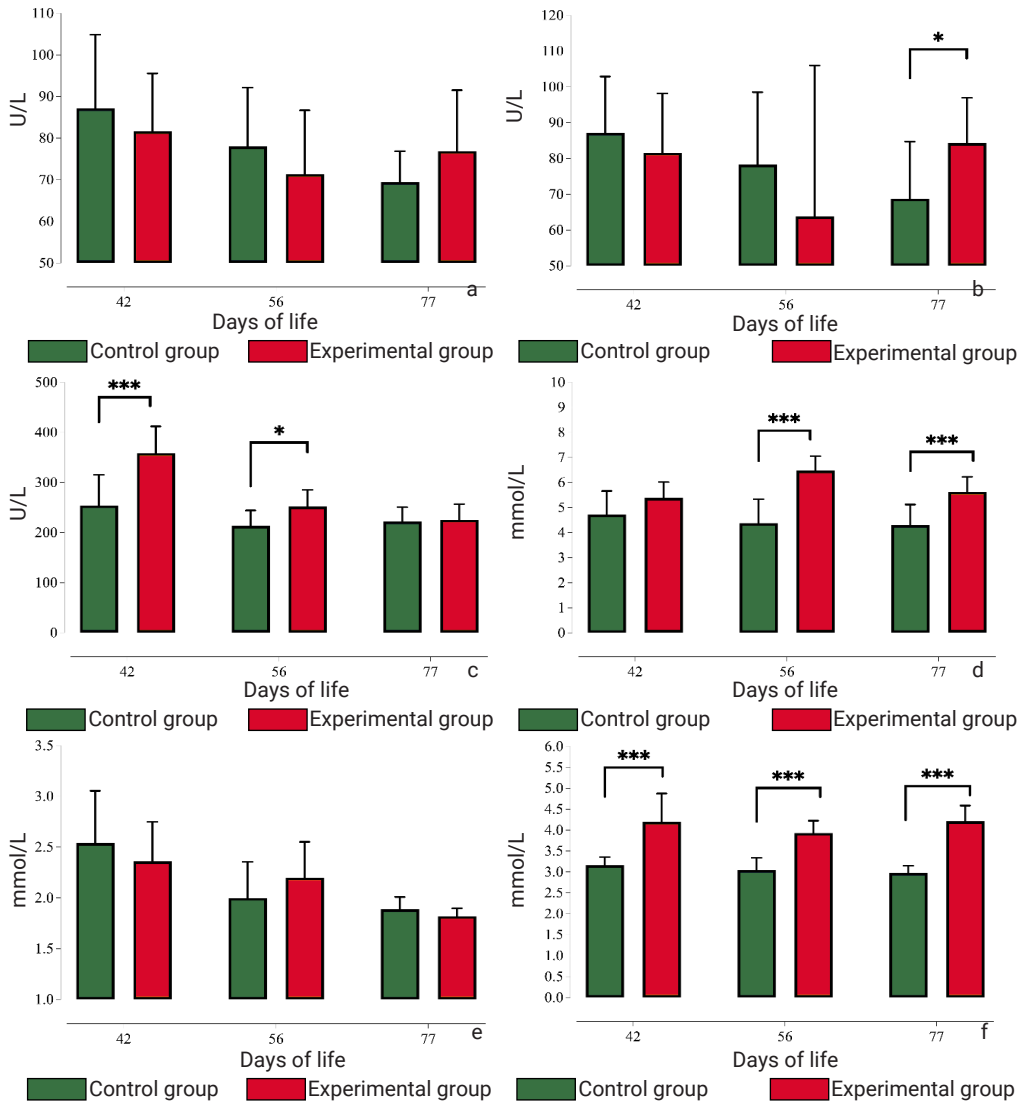 110
100
90
80
70
60
50
U/L
42
56
77
a
Days of life
Control group
Experimental group
120
110
100
90
80
70
60
50
U/L
*
42
56
77
b
Days of life
Control group
Experimental group
500
400
300
200
100
0
U/L
***
*
42
56
77
c
Days of life
Control group
Experimental group
10
9
8
7
6
5
4
3
2
1
0
mmol/L
***
***
42
56
77
d
Days of life
Control group
Experimental group
3.5
3.0
2.5
2.0
1.5
1.0
mmol/L
42
56
77
e
Days of life
Control group
Experimental group
6.0
5.5
5.0
4.5
4.0
3.5
3.0
2.5
2.0
1.5
1.0
0.5
0.0
mmol/L
***
***
***
42
56
77
f
Days of life
Control group
Experimental group